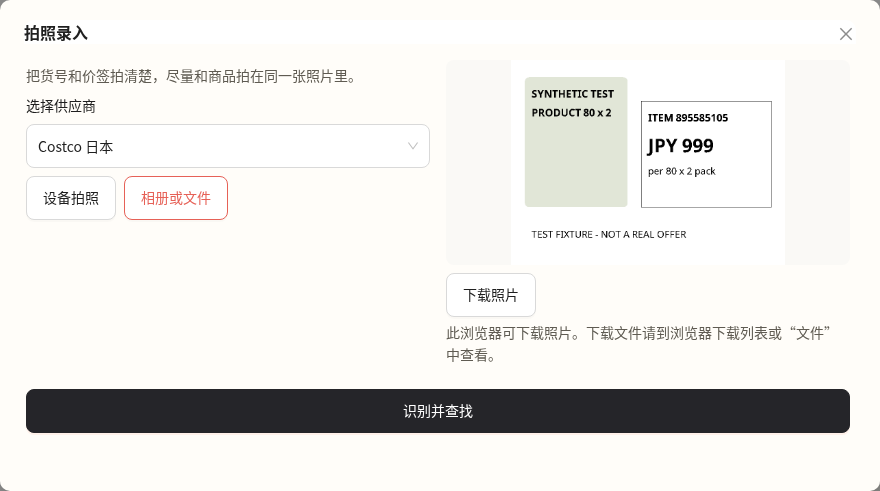 拍照录入
把货号和价签拍清楚，尽量和商品拍在同一张照片里。
选择供应商
Costco 日本
设备拍照
相册或文件
SYNTHETIC TEST
PRODUCT 80 x 2
ITEM 895585105
JPY 999
per 80 x 2 pack
TEST FIXTURE - NOT A REAL OFFER
下载照片
此浏览器可下载照片。下载文件请到浏览器下载列表或“文件”
中查看。
识别并查找